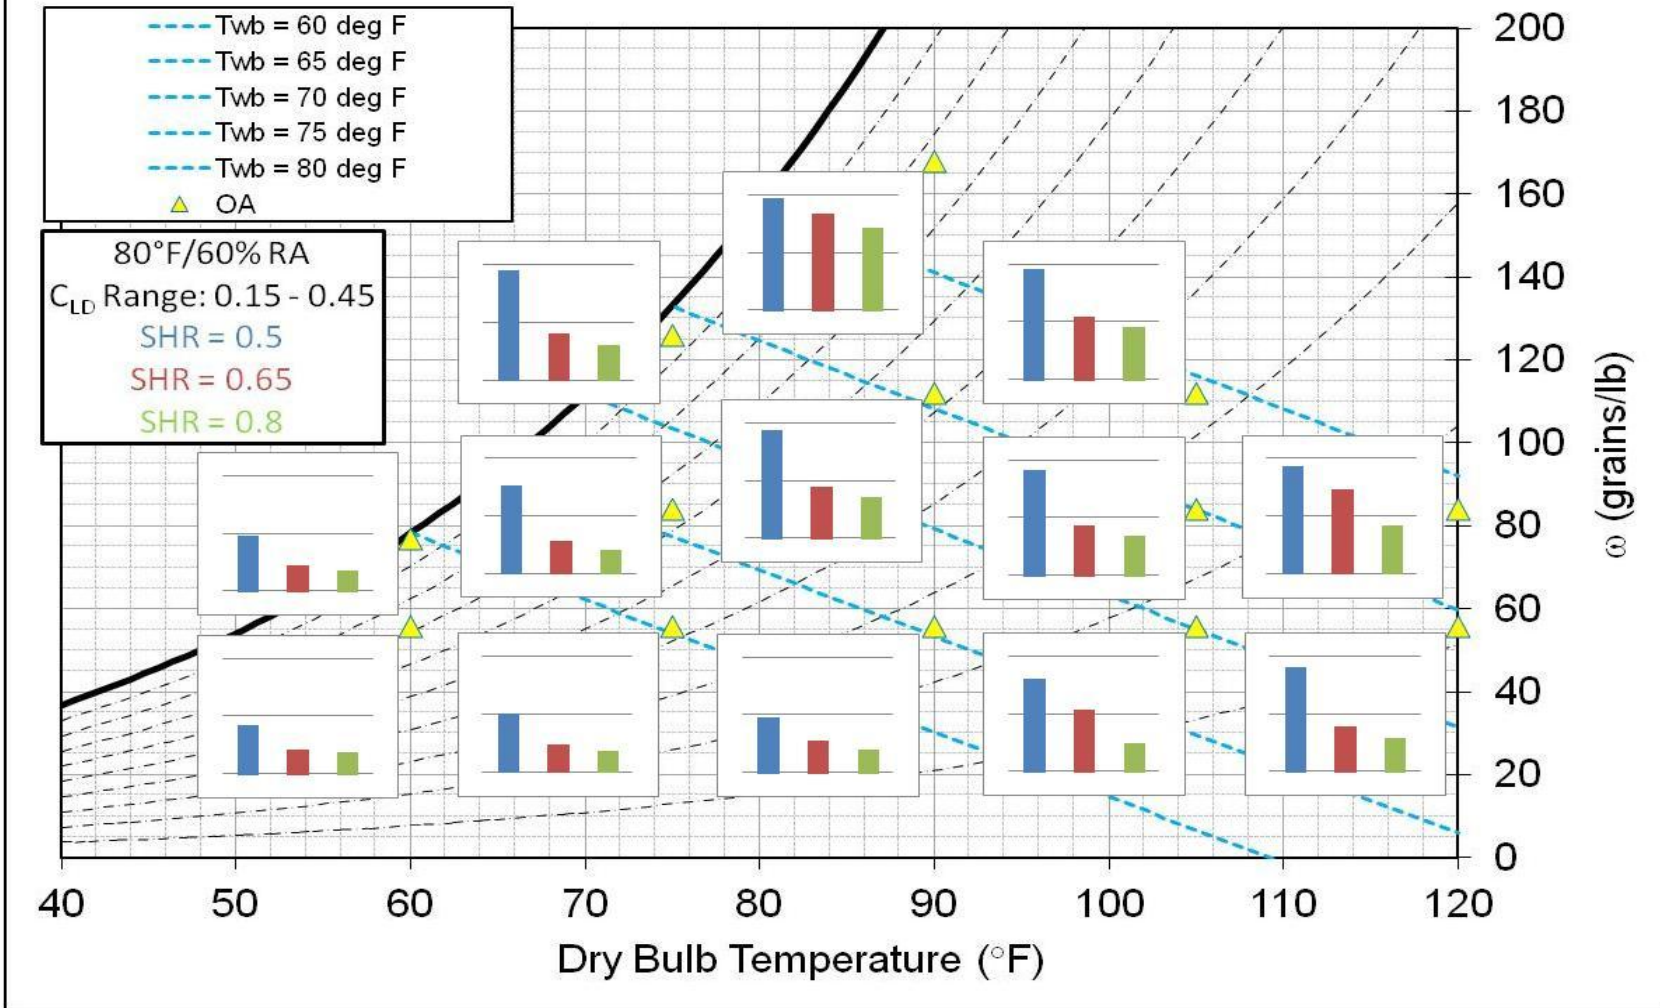 Twb = 60 deg F
Twb = 65 deg F
Twb = 70 deg F
Twb = 75 deg F
Twb = 80 deg F
OA
80°F/60% RA
C_LD Range: 0.15 - 0.45
SHR = 0.5
SHR = 0.65
SHR = 0.8
200
180
160
140
120
100
80
60
40
20
0
ω (grains/lb)
40 50 60 70 80 90 100 110 120
Dry Bulb Temperature (°F)